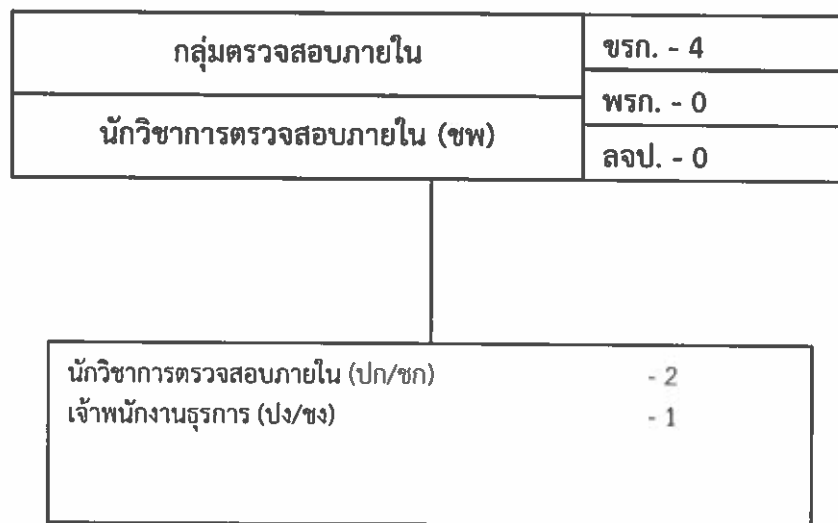 กลุ่มตรวจสอบภายใน
ขรก. - 4
พรก. - 0
นักวิชาการตรวจสอบภายใน (ชพ)
ลจป. - 0
นักวิชาการตรวจสอบภายใน (ปก/ชก) - 2
เจ้าพนักงานธุรการ (ปง/ชง) - 1